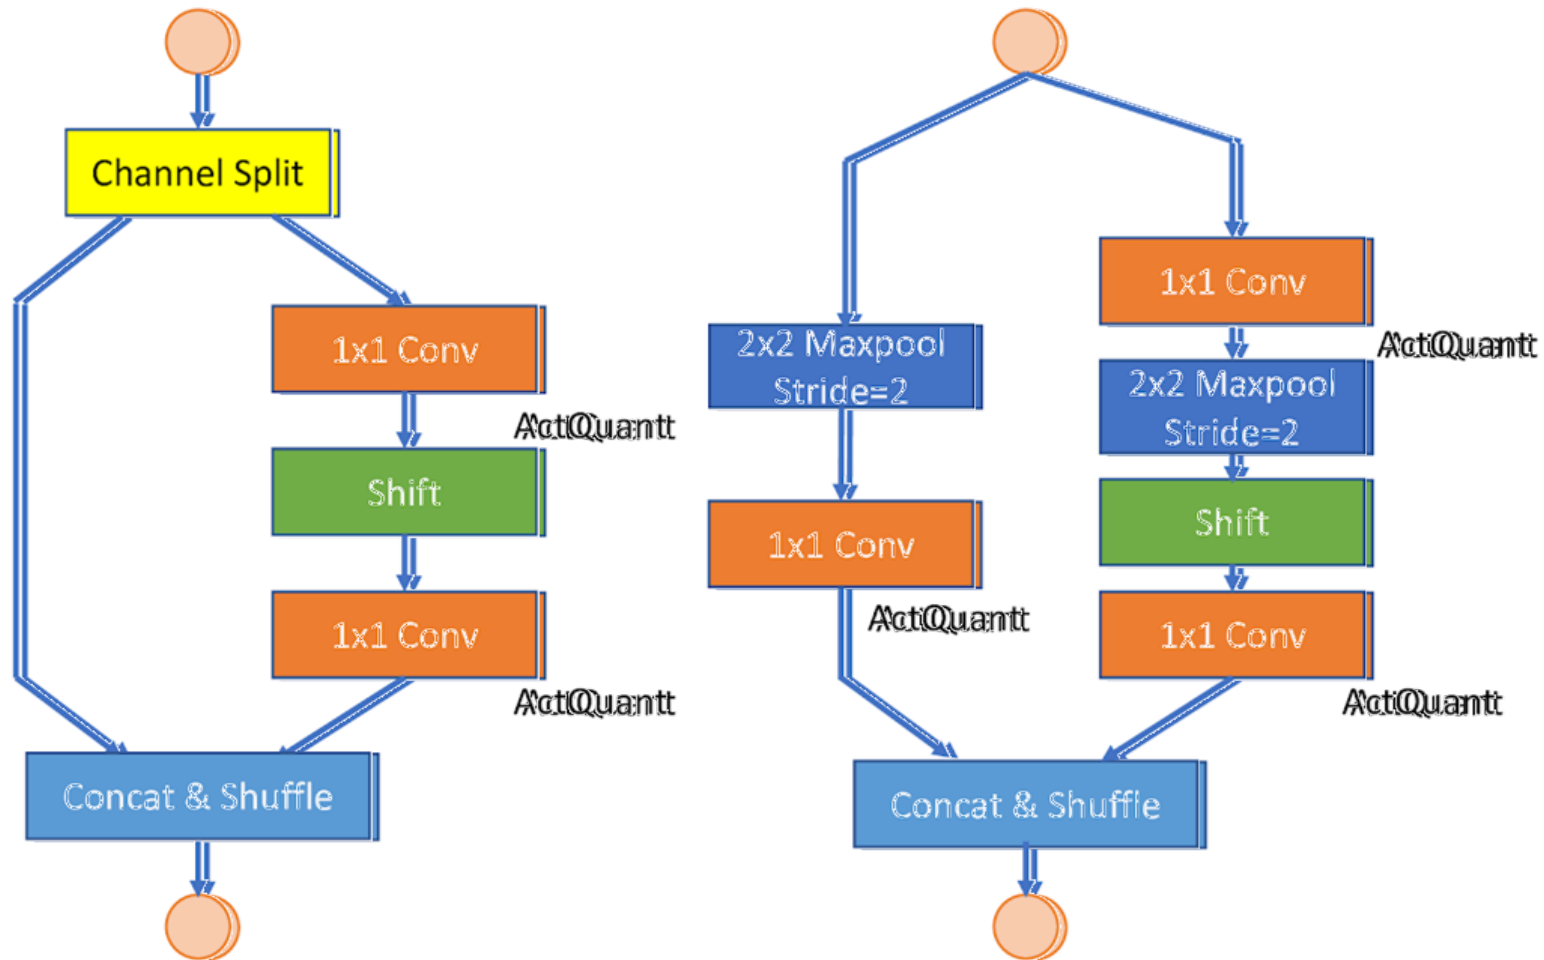 Channel Split
1x1 Conv
ActQuant
Shift
1x1 Conv
ActQuant
Concat & Shuffle
1x1 Conv
ActQuant
2x2 Maxpool
Stride=2
2x2 Maxpool
Stride=2
Shift
1x1 Conv
ActQuant
1x1 Conv
ActQuant
Concat & Shuffle